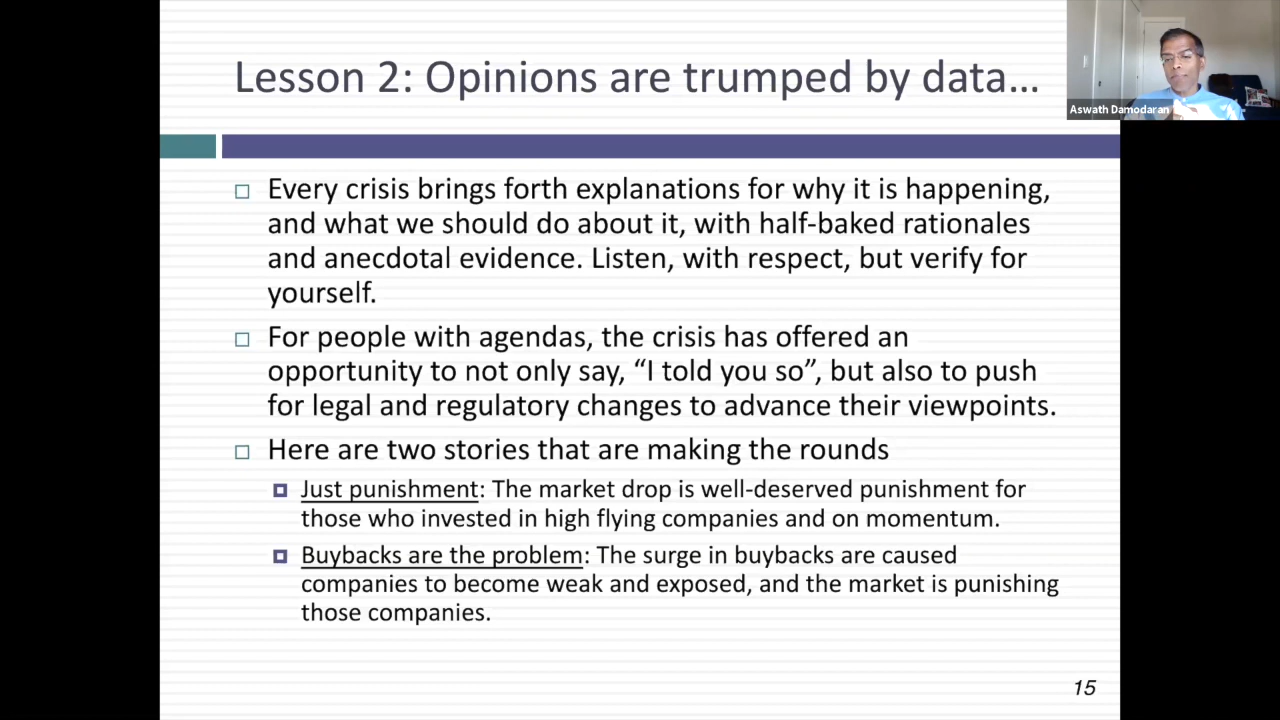 Lesson 2: Opinions are trumped by data...
Aswath Damodaran
Every crisis brings forth explanations for why it is happening,
and what we should do about it, with half-baked rationales
and anecdotal evidence. Listen, with respect, but verify for
yourself.
For people with agendas, the crisis has offered an
opportunity to not only say, “I told you so”, but also to push
for legal and regulatory changes to advance their viewpoints.
Here are two stories that are making the rounds
Just punishment: The market drop is well-deserved punishment for
those who invested in high flying companies and on momentum.
Buybacks are the problem: The surge in buybacks are caused
companies to become weak and exposed, and the market is punishing
those companies.
15